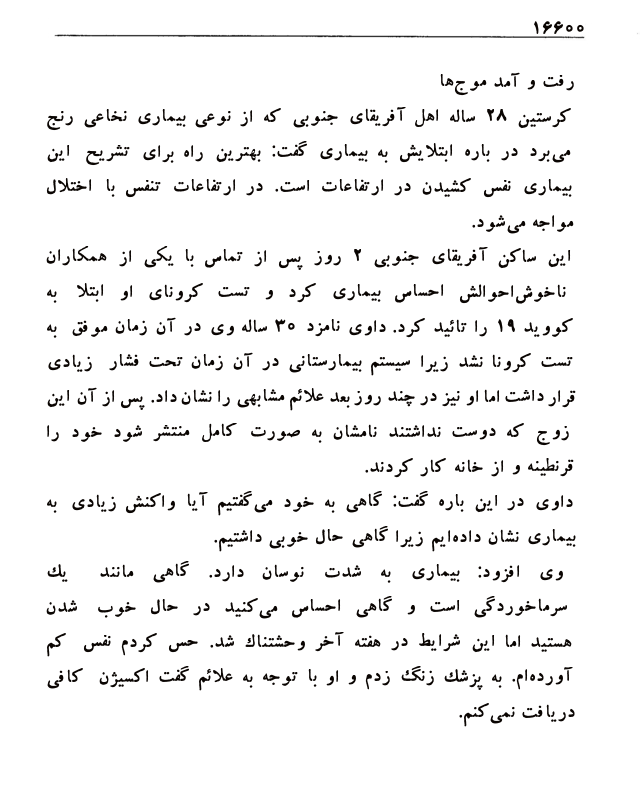 ۱۶۶۰۰
رفت و آمد موج‌ها
کرستین ۲۸ ساله اهل آفریقای جنوبی که از نوعی بیماری نخاعی رنج
می‌برد در باره ابتلایش به بیماری گفت: بهترین راه برای تشریح این
بیماری نفس کشیدن در ارتفاعات است. در ارتفاعات تنفس با اختلال
مواجه می‌شود.
این ساکن آفریقای جنوبی ۲ روز پس از تماس با یکی از همکاران
ناخوش‌احوالش احساس بیماری کرد و تست کرونای او ابتلا به
کووید ۱۹ را تائید کرد. داوی نامزد ۳۰ ساله وی در آن زمان موفق به
تست کرونا نشد زیرا سیستم بیمارستانی در آن زمان تحت فشار زیادی
قرار داشت اما او نیز در چند روز بعد علائم مشابهی را نشان داد. پس از آن این
زوج که دوست نداشتند نامشان به صورت کامل منتشر شود خود را
قرنطینه و از خانه کار کردند.
داوی در این باره گفت: گاهی به خود می‌گفتیم آیا واکنش زیادی به
بیماری نشان داده‌ایم زیرا گاهی حال خوبی داشتیم.
وی افزود: بیماری به شدت نوسان دارد. گاهی مانند یك
سرماخوردگی است و گاهی احساس می‌کنید در حال خوب شدن
هستید اما این شرایط در هفته آخر وحشتناك شد. حس کردم نفس کم
آورده‌ام. به پزشك زنگ زدم و او با توجه به علائم گفت اکسیژن کافی
دریافت نمی‌کنم.